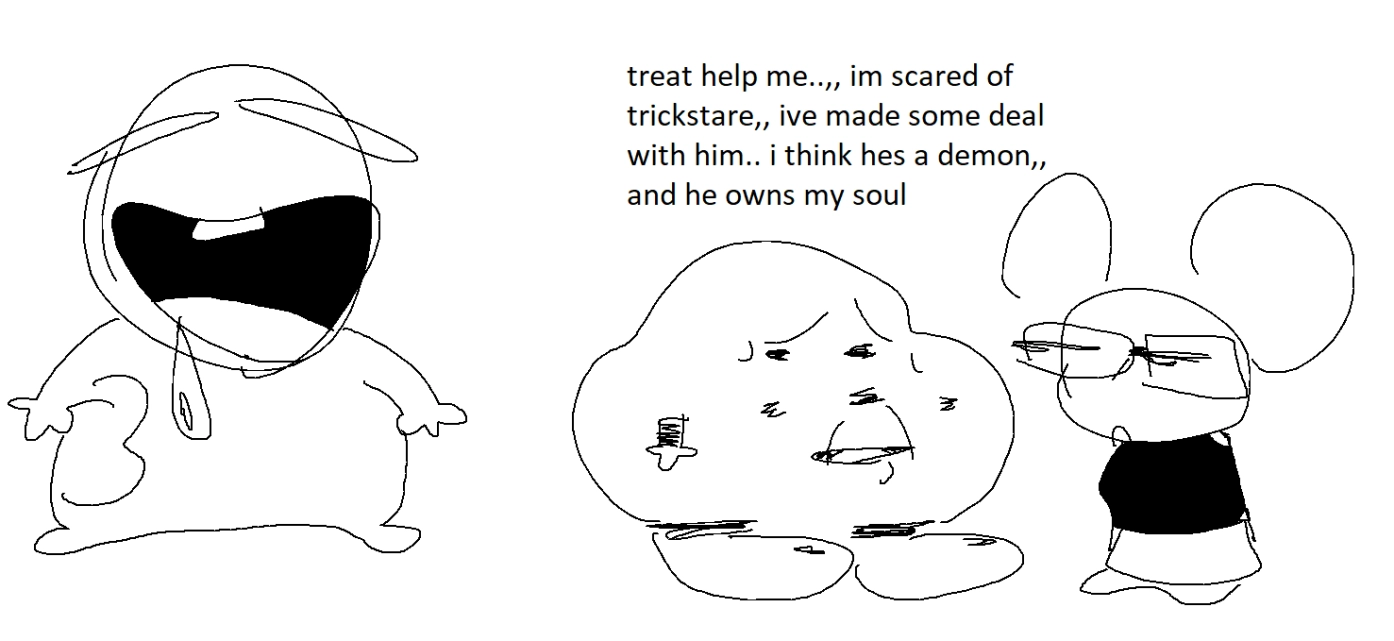 treat help me..,, im scared of
trickstare,, ive made some deal
with him.. i think hes a demon,,
and he owns my soul